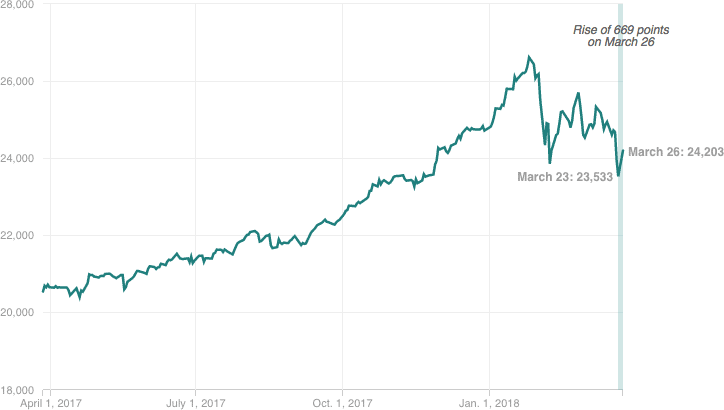 28,000
Rise of 669 points
on March 26
26,000
24,000
March 26: 24,203
March 23: 23,533
22,000
20,000
18,000
April 1, 2017
July 1, 2017
Oct. 1, 2017
Jan. 1, 2018